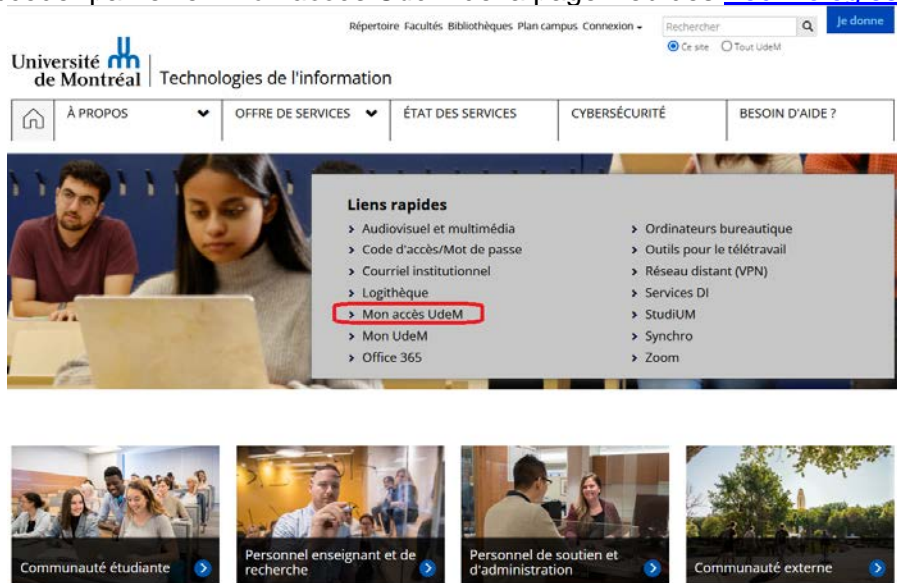 Répertoire Facultés Bibliothèques Plan campus Connexion
Rechercher
Je donne
Ce site Tout UdeM
Université
de Montréal
Technologies de l'information
À PROPOS
OFFRE DE SERVICES
ÉTAT DES SERVICES
CYBERSÉCURITÉ
BESOIN D'AIDE ?
Liens rapides
Audiovisuel et multimédia
Code d'accès/Mot de passe
Courriel institutionnel
Logithèque
Mon accès UdeM
Mon UdeM
Office 365
Ordinateurs bureautique
Outils pour le télétravail
Réseau distant (VPN)
Services DI
StudiUM
Synchro
Zoom
Communauté étudiante
Personnel enseignant et de
recherche
Personnel de soutien et
d'administration
Communauté externe